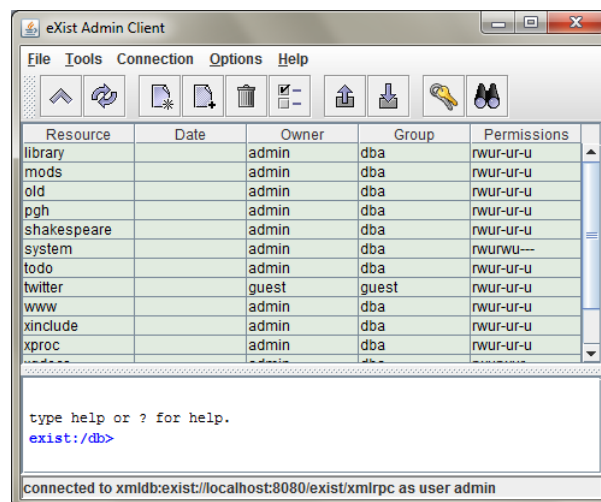 eXist Admin Client
File Tools Connection Options Help
Resource Date Owner Group Permissions
library admin dba rwur-ur-u
mods admin dba rwur-ur-u
old admin dba rwur-ur-u
pgh admin dba rwur-ur-u
shakespeare admin dba rwur-ur-u
system admin dba rwurwu---
todo admin dba rwur-ur-u
twitter guest guest rwur-ur-u
www admin dba rwur-ur-u
xinclude admin dba rwur-ur-u
xproc admin dba rwur-ur-u
type help or ? for help.
exist:/db>
connected to xmldb:exist://localhost:8080/exist/xmlrpc as user admin